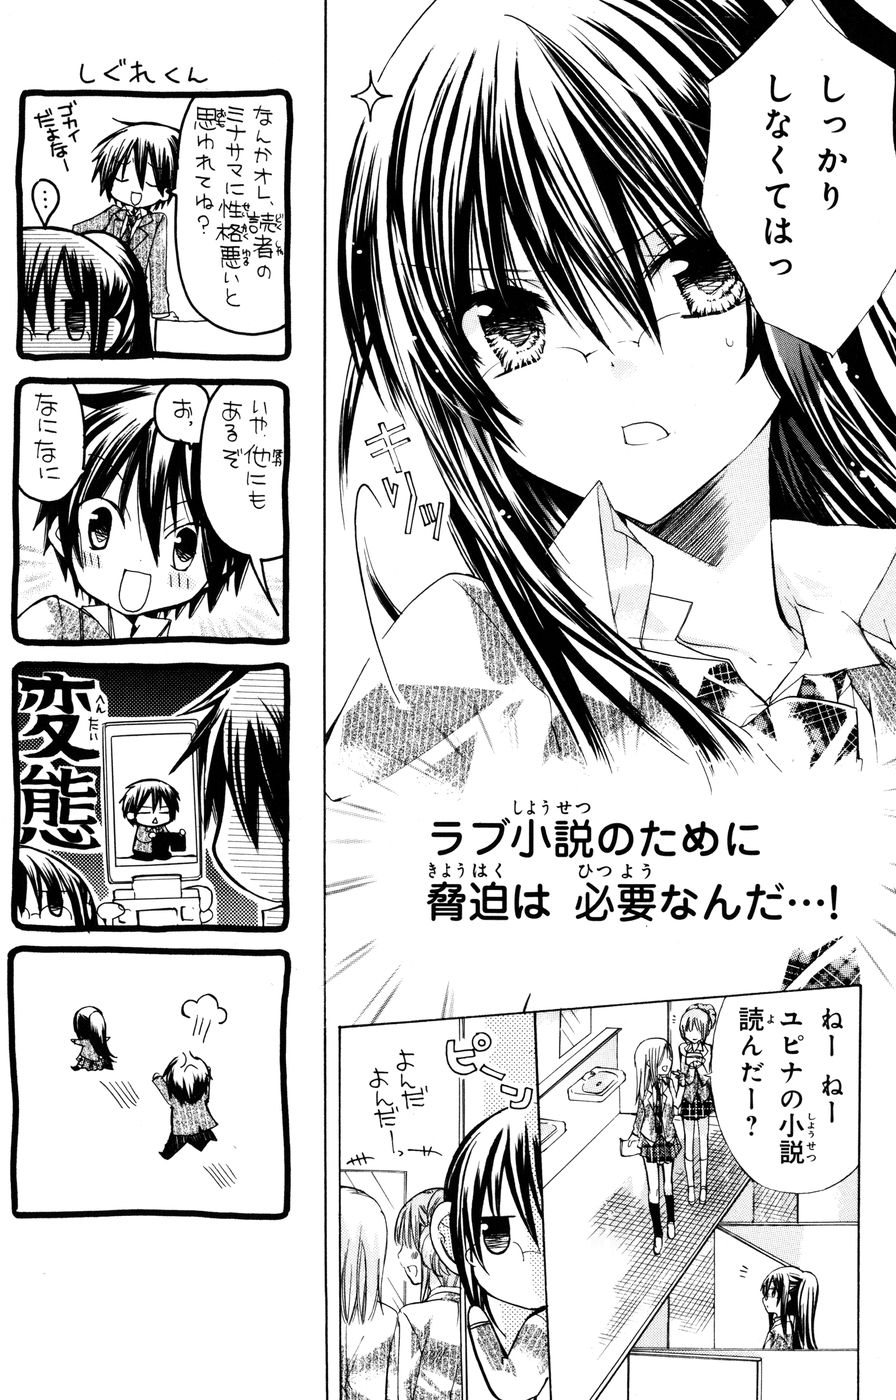 しっかり
しなくてはっ
キリッ
ラブ小説のために
脅迫は 必要なんだ…!
ねー ねー
ユピナの小説
読んだー?
ピーン
よんだ
よんだーっ
しぐれくん
なんかオレ、読者の
ミナサマに性格悪いと
思われてね?
ゴカイ
だよなー
…
いや 他にも
あるぞ
お、
なになに
変態